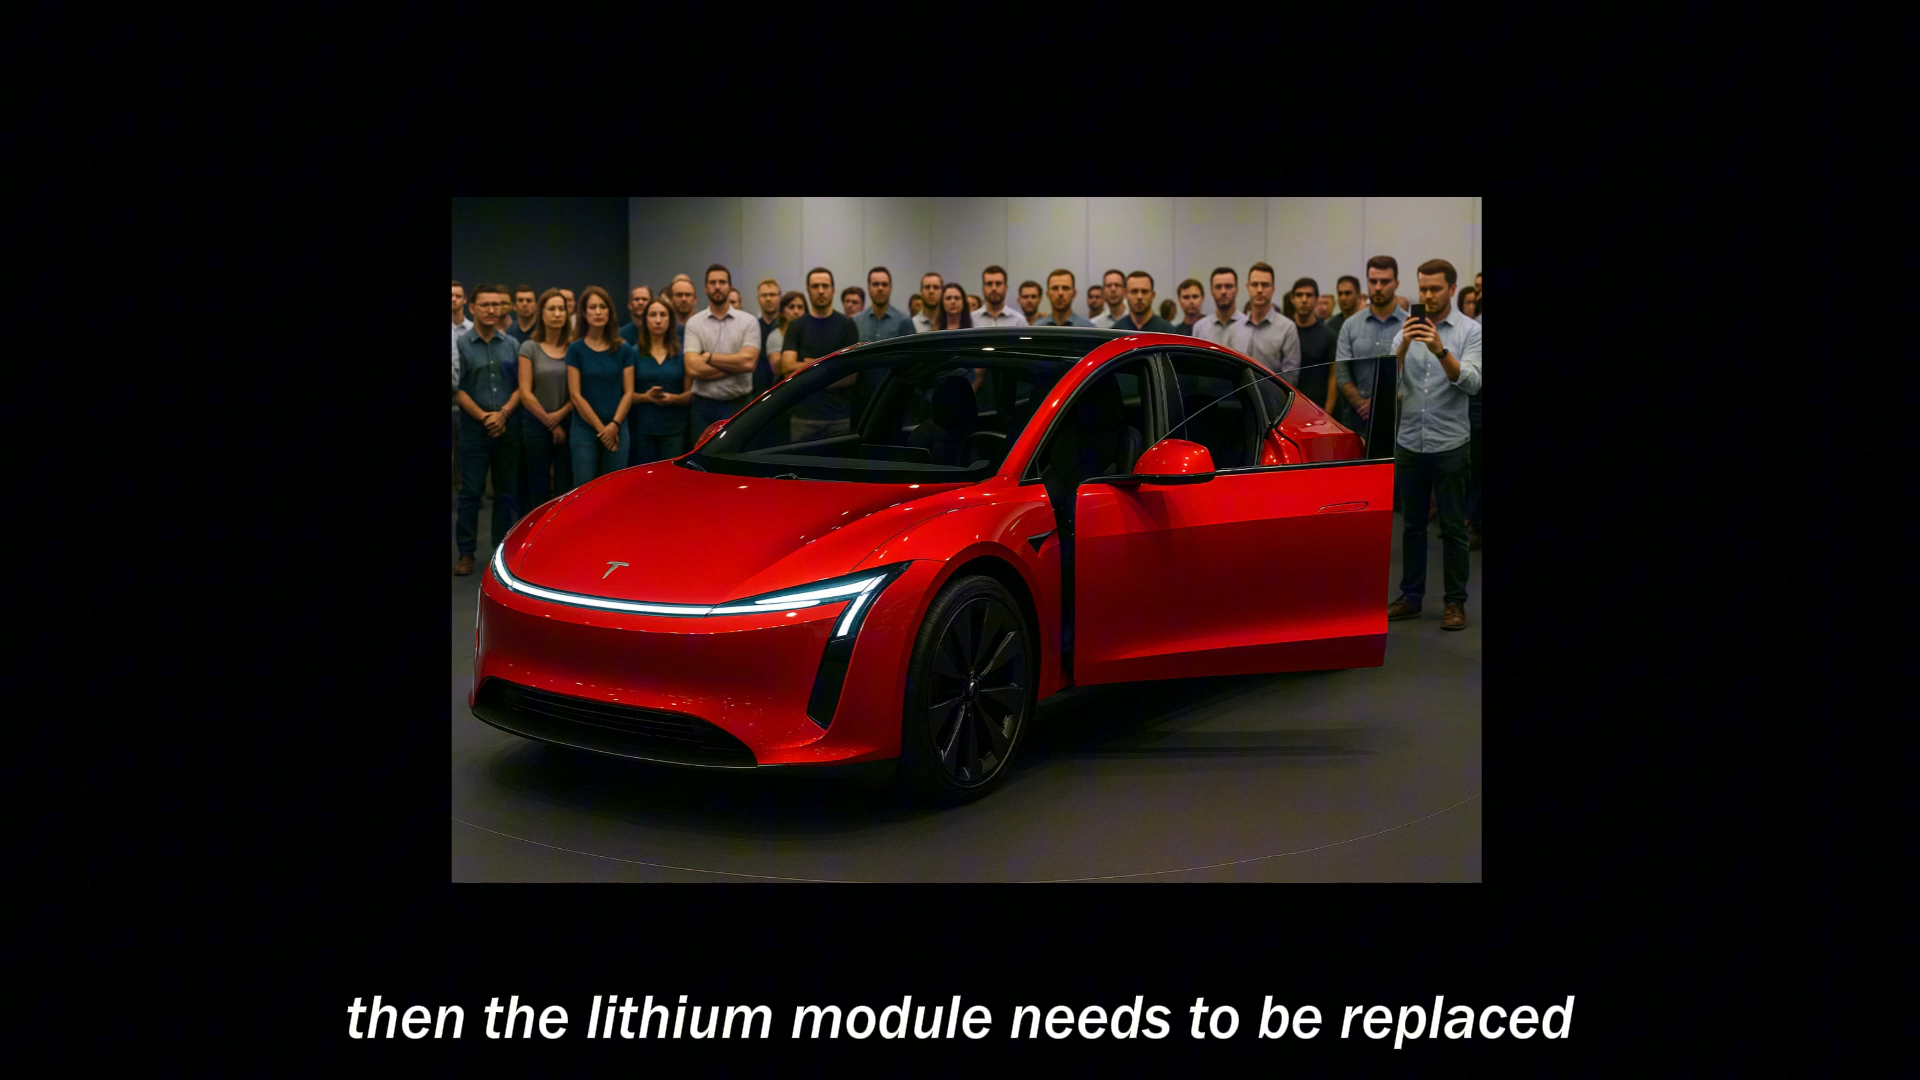 then the lithium module needs to be replaced